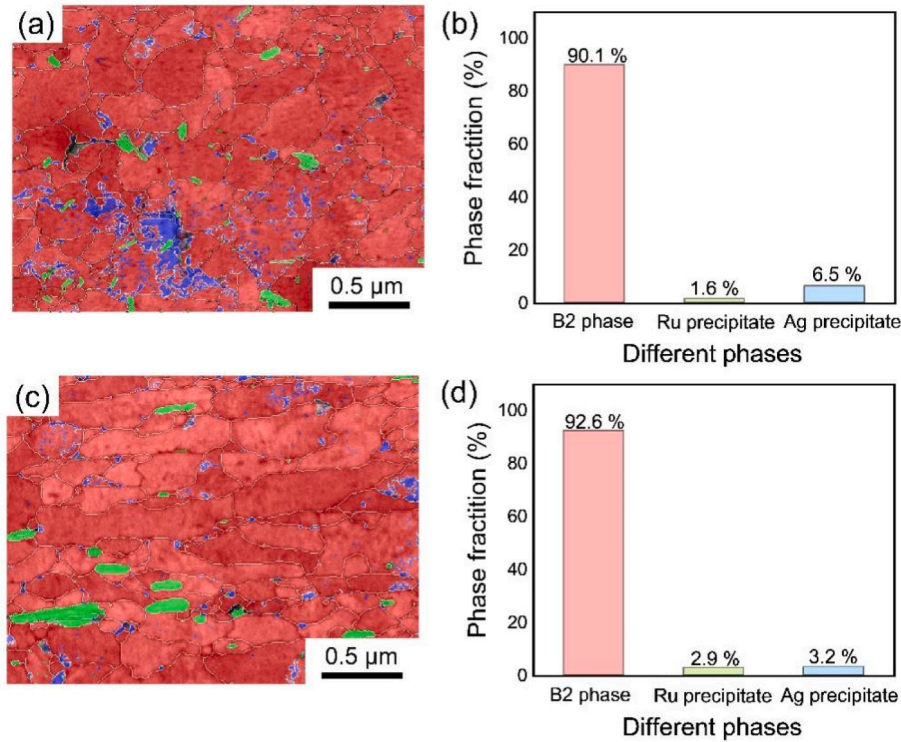 (a)
0.5 µm
(b)
Phase fractition (%)
100
80
60
40
20
0
90.1 %
1.6 %
6.5 %
B2 phase
Ru precipitate
Ag precipitate
Different phases
(c)
0.5 µm
(d)
Phase fractition (%)
100
80
60
40
20
0
92.6 %
2.9 %
3.2 %
B2 phase
Ru precipitate
Ag precipitate
Different phases